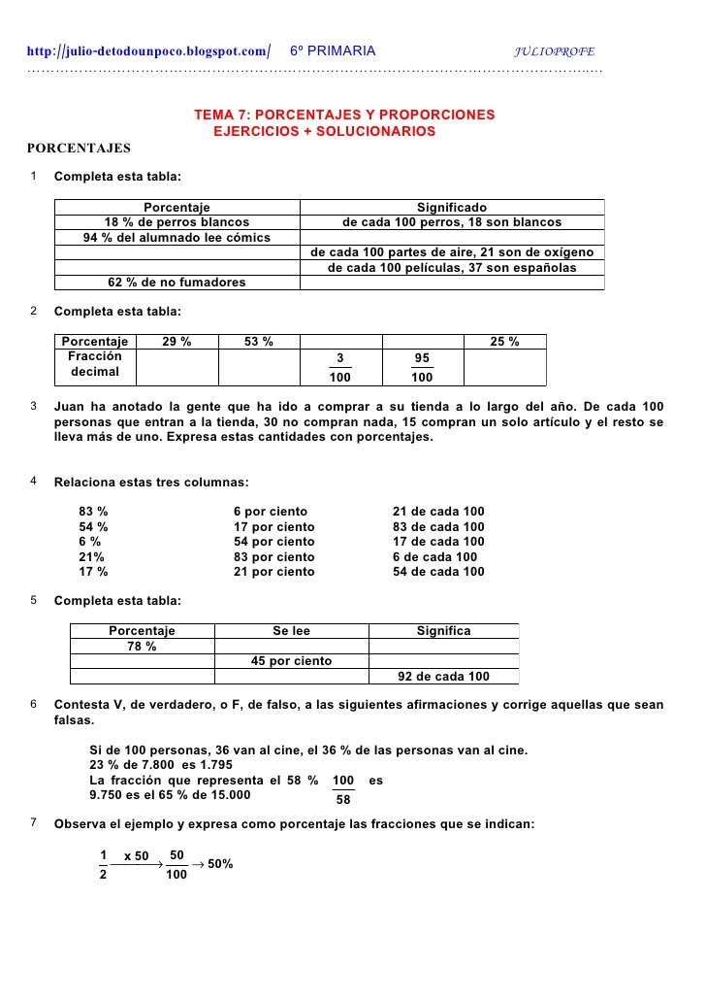 http://julio-detodounpoco.blogspot.com/ 6º PRIMARIA JULIOPROFE
TEMA 7: PORCENTAJES Y PROPORCIONES
EJERCICIOS + SOLUCIONARIOS
PORCENTAJES
1 Completa esta tabla:
Porcentaje Significado
18 % de perros blancos de cada 100 perros, 18 son blancos
94 % del alumnado lee cómics
de cada 100 partes de aire, 21 son de oxígeno
de cada 100 películas, 37 son españolas
62 % de no fumadores
2 Completa esta tabla:
Porcentaje 29 % 53 % 25 %
Fracción decimal 3/100 95/100
3 Juan ha anotado la gente que ha ido a comprar a su tienda a lo largo del año. De cada 100
personas que entran a la tienda, 30 no compran nada, 15 compran un solo artículo y el resto se
lleva más de uno. Expresa estas cantidades con porcentajes.
4 Relaciona estas tres columnas:
83 % 6 por ciento 21 de cada 100
54 % 17 por ciento 83 de cada 100
6 % 54 por ciento 17 de cada 100
21% 83 por ciento 6 de cada 100
17 % 21 por ciento 54 de cada 100
5 Completa esta tabla:
Porcentaje Se lee Significa
78 %
45 por ciento
92 de cada 100
6 Contesta V, de verdadero, o F, de falso, a las siguientes afirmaciones y corrige aquellas que sean
falsas.
Si de 100 personas, 36 van al cine, el 36 % de las personas van al cine.
23 % de 7.800 es 1.795
La fracción que representa el 58 % 100/58 es
9.750 es el 65 % de 15.000
7 Observa el ejemplo y expresa como porcentaje las fracciones que se indican:
1/2 x 50 → 50/100 → 50%